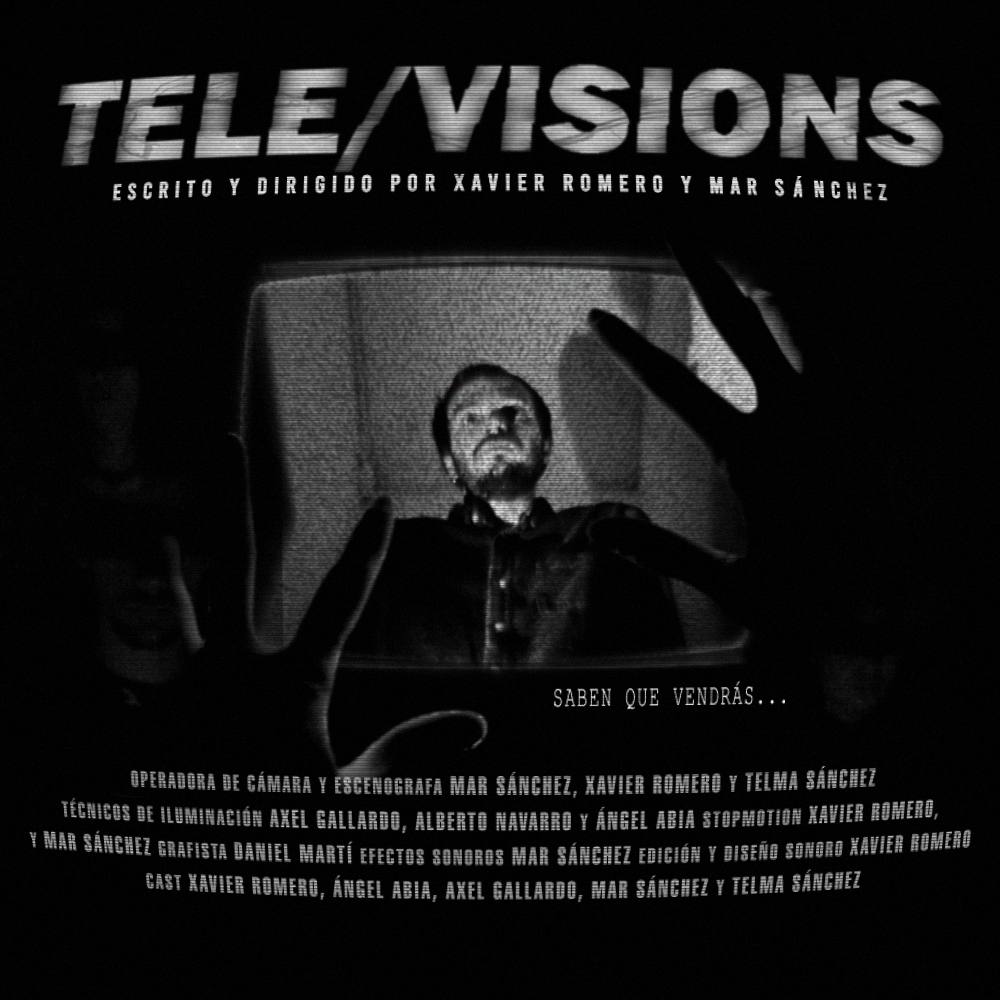 TELE/VISIONS
ESCRITO Y DIRIGIDO POR XAVIER ROMERO Y MAR SÁNCHEZ
SABEN QUE VENDRÁS...
OPERADORA DE CÁMARA Y ESCENOGRAFA MAR SÁNCHEZ, XAVIER ROMERO Y TELMA SÁNCHEZ
TÉCNICOS DE ILUMINACIÓN AXEL GALLARDO, ALBERTO NAVARRO Y ÁNGEL ABIA STOPMOTION XAVIER ROMERO,
Y MAR SÁNCHEZ GRAFISTA DANIEL MARTÍ EFECTOS SONOROS MAR SÁNCHEZ EDICIÓN Y DISEÑO SONORO XAVIER ROMERO
CAST XAVIER ROMERO, ÁNGEL ABIA, AXEL GALLARDO, MAR SÁNCHEZ Y TELMA SÁNCHEZ